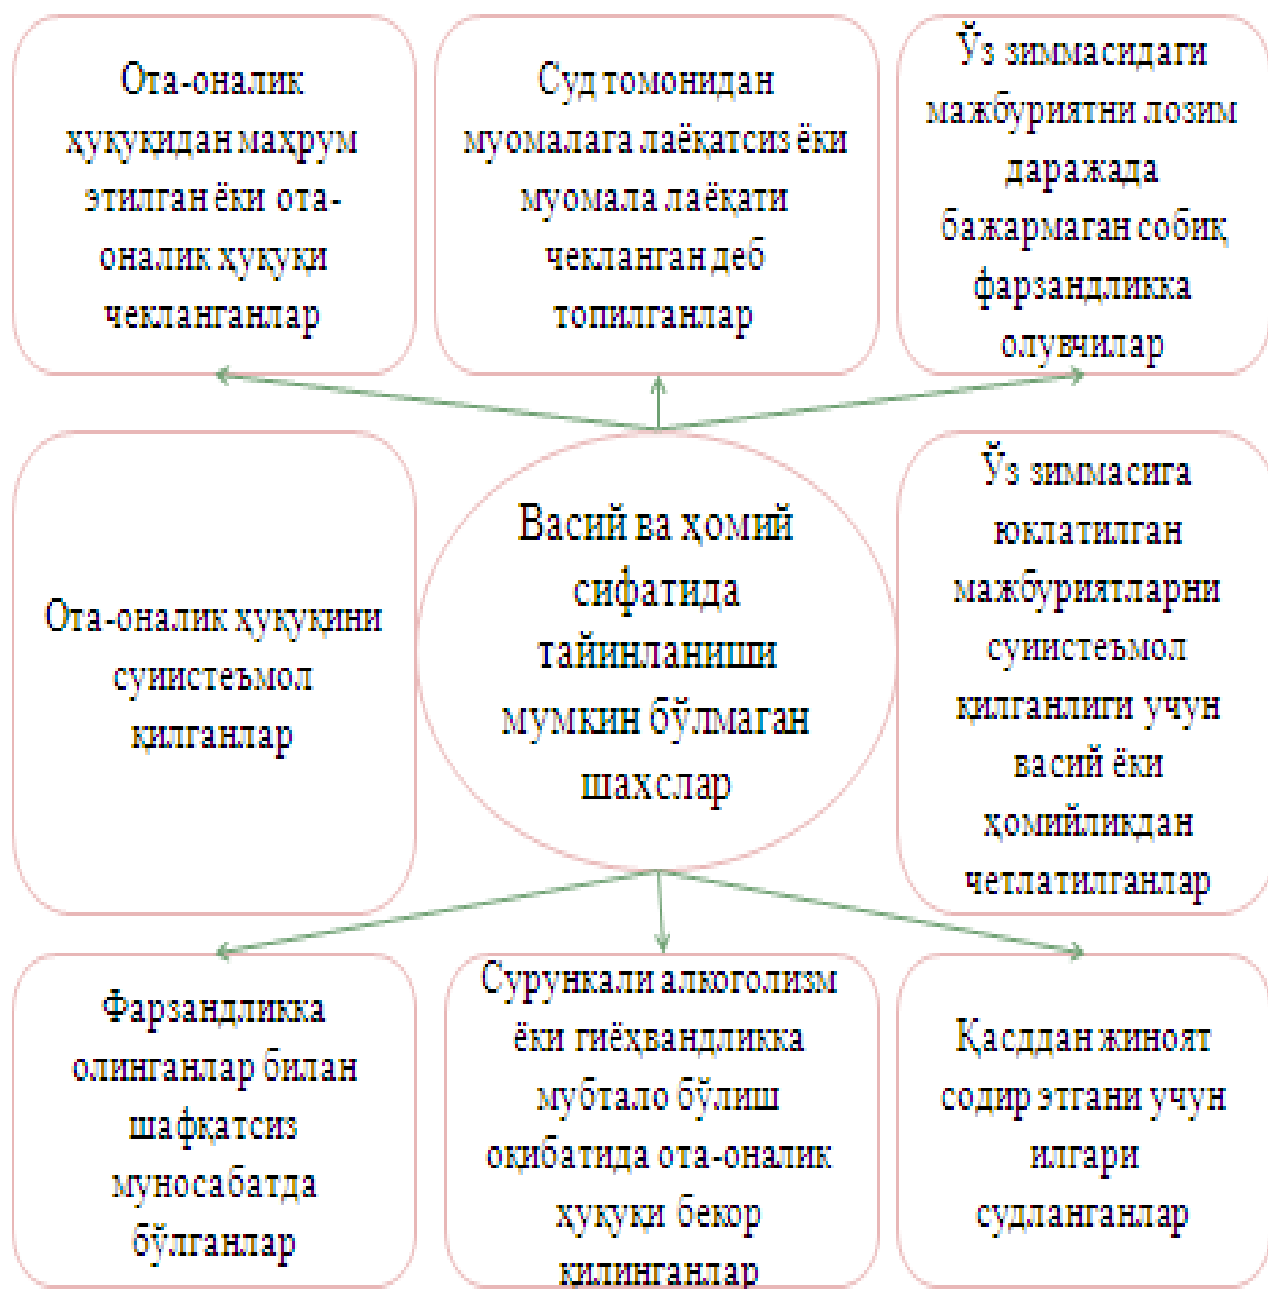 Ота-оналик
ҳуқуқидан маҳрум
этилган ёки ота-
оналик ҳуқуқи
чекланганлар
Суд томонидан
муомалага лаёқатсиз ёки
муомала лаёқати
чекланган деб
топилганлар
Ўз зиммасидаги
мажбуриятни лозим
даражада
бажармаган собиқ
фарзандликка
олувчилар
Ота-оналик ҳуқуқини
суиистеъмол
қилганлар
Васий ва ҳомий
сифатида
тайинланиши
мумкин бўлмаган
шахслар
Ўз зиммасига
юклатилган
мажбуриятларни
суиистеъмол
қилганлиги учун
васий ёки
ҳомийликдан
четлатилганлар
Фарзандликка
олинганлар билан
шафқатсиз
муносабатда
бўлганлар
Сурункали алкоголизм
ёки гиёҳвандликка
мубтало бўлиш
оқибатида ота-оналик
ҳуқуқи бекор
қилинганлар
Қасддан жиноят
содир этгани учун
илгари
судланганлар